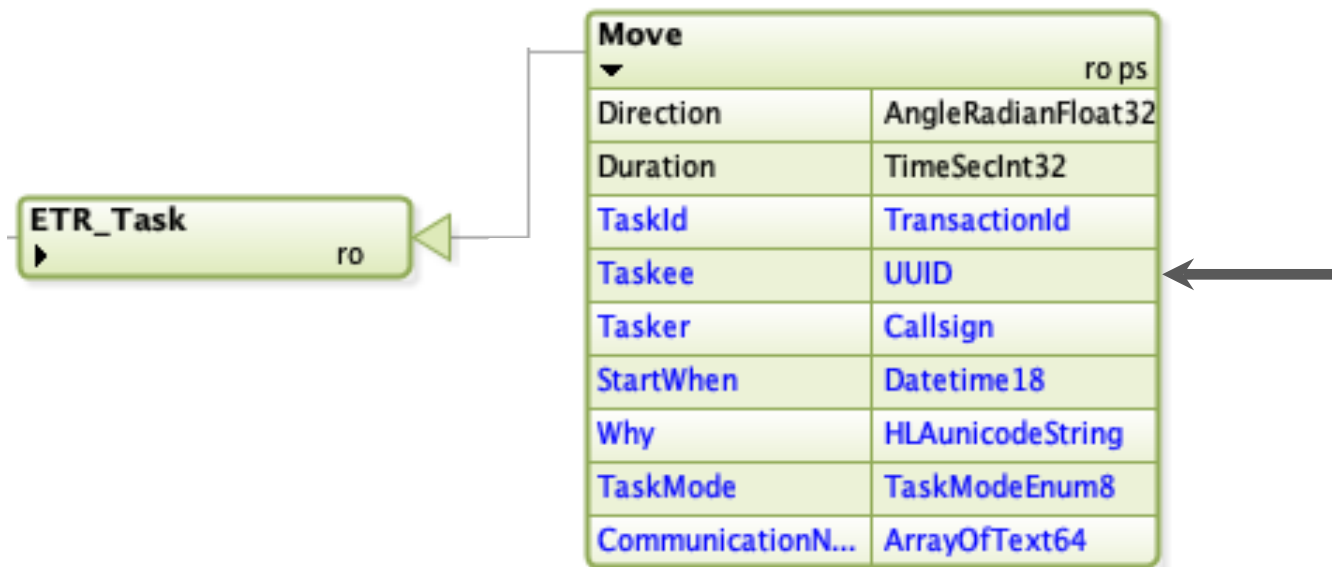 Move
ro ps
Direction AngleRadianFloat32
Duration TimeSecInt32
TaskId TransactionId
Taskee UUID
Tasker Callsign
StartWhen Datetime18
Why HLAunicodeString
TaskMode TaskModeEnum8
CommunicationN... ArrayOfText64
ETR_Task
ro